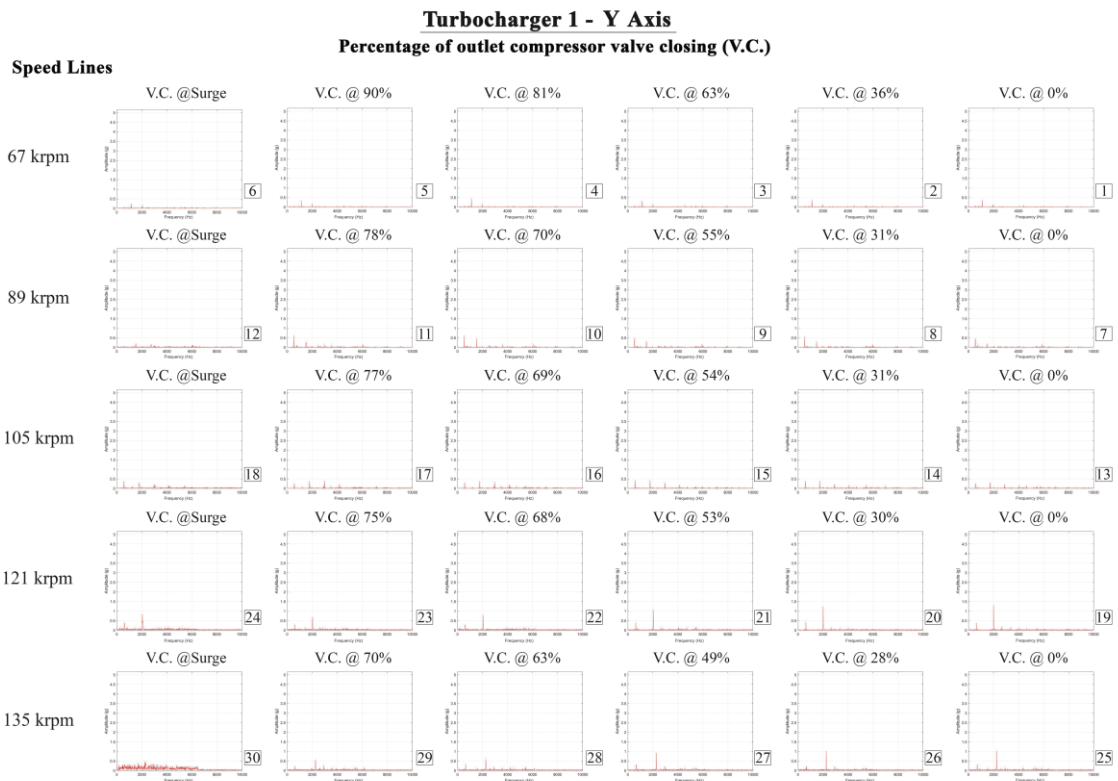 Turbocharger 1 - Y Axis
Percentage of outlet compressor valve closing (V.C.)
Speed Lines
V.C. @Surge V.C. @ 90% V.C. @ 81% V.C. @ 63% V.C. @ 36% V.C. @ 0%
67 krpm
6 5 4 3 2 1
V.C. @Surge V.C. @ 78% V.C. @ 70% V.C. @ 55% V.C. @ 31% V.C. @ 0%
89 krpm
12 11 10 9 8 7
V.C. @Surge V.C. @ 77% V.C. @ 69% V.C. @ 54% V.C. @ 31% V.C. @ 0%
105 krpm
18 17 16 15 14 13
V.C. @Surge V.C. @ 75% V.C. @ 68% V.C. @ 53% V.C. @ 30% V.C. @ 0%
121 krpm
24 23 22 21 20 19
V.C. @Surge V.C. @ 70% V.C. @ 63% V.C. @ 49% V.C. @ 28% V.C. @ 0%
135 krpm
30 29 28 27 26 25
Amplitude (g)
Frequency (Hz)